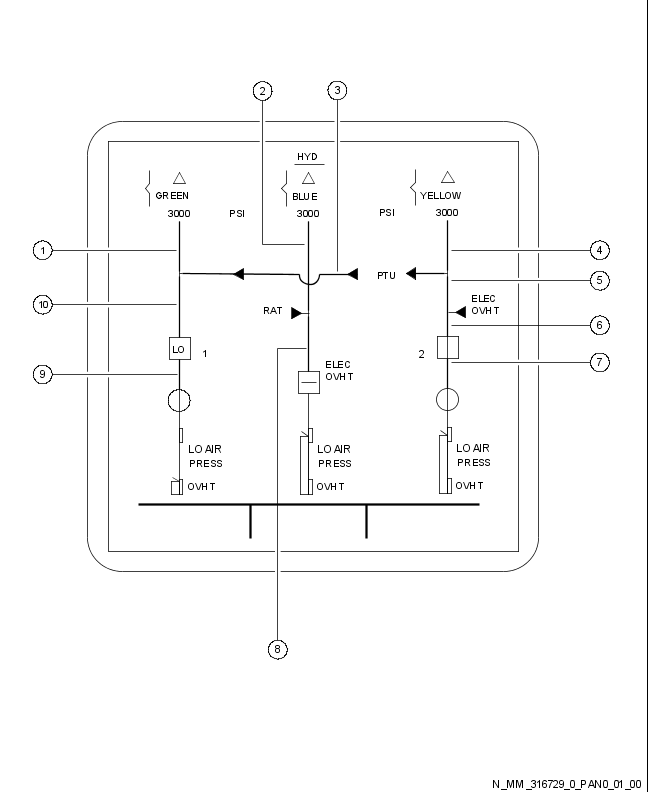 2
3
HYD
GREEN
BLUE
YELLOW
3000
PSI
3000
PSI
3000
1
4
PTU
5
ELEC
OVHT
10
RAT
6
LO
1
2
7
ELEC
OVHT
9
LO AIR
PRESS
LO AIR
PRESS
LO AIR
PRESS
OVHT
OVHT
OVHT
8
N_MM_316729_0_PAN0_01_00